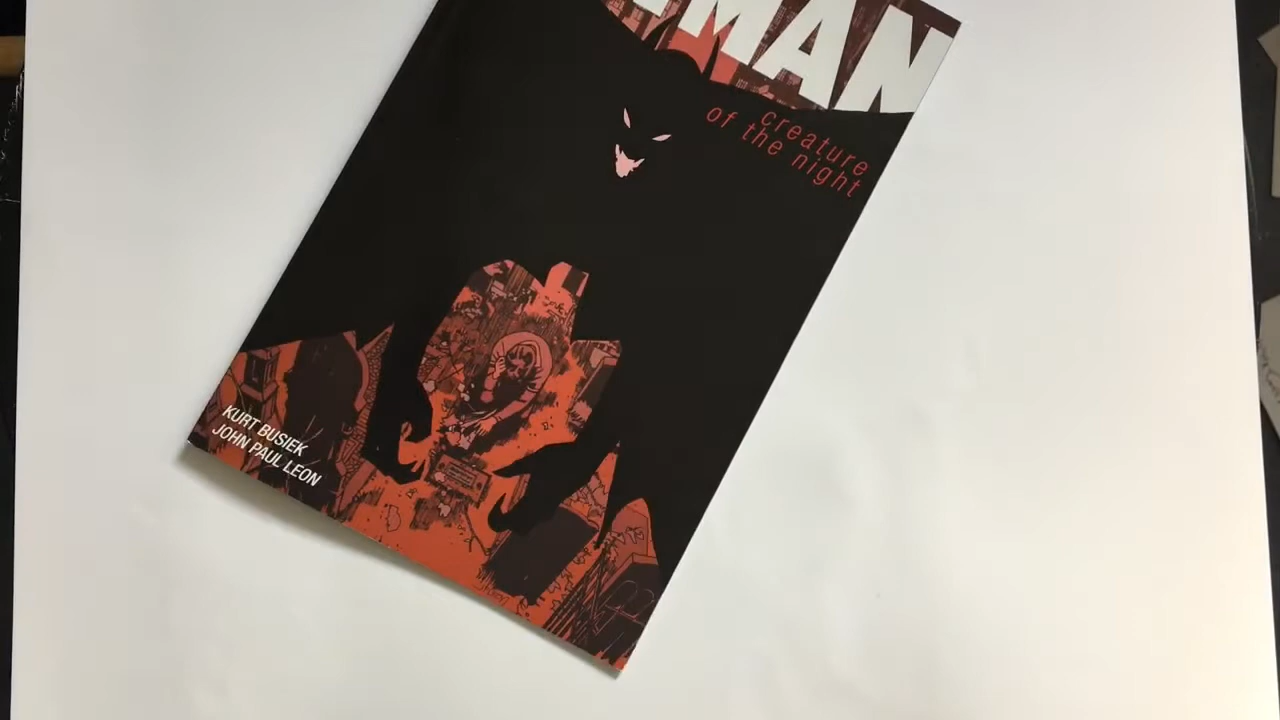 MAN
creature
of the night
KURT BUSIEK
JOHN PAUL LEON